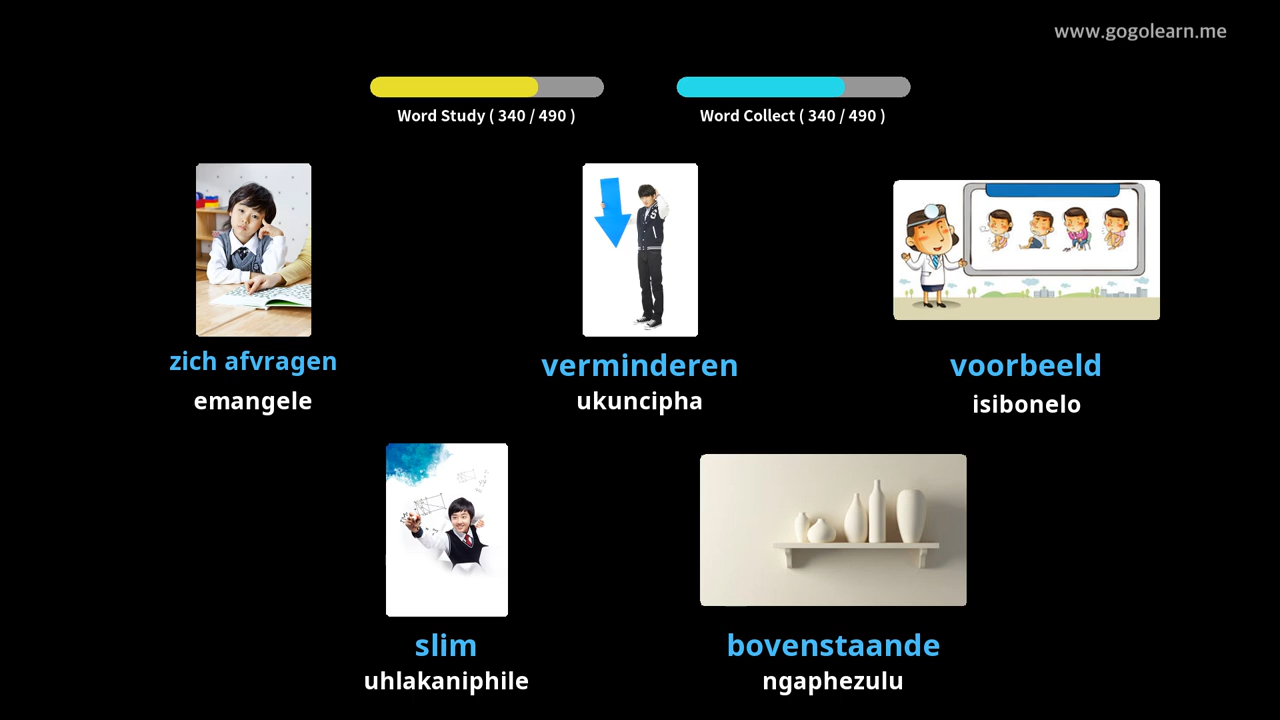 www.gogolearn.me
Word Study ( 340 / 490 )
Word Collect ( 340 / 490 )
zich afvragen
emangele
verminderen
ukuncipha
voorbeeld
isibonelo
slim
uhlakaniphile
bovenstaande
ngaphezulu